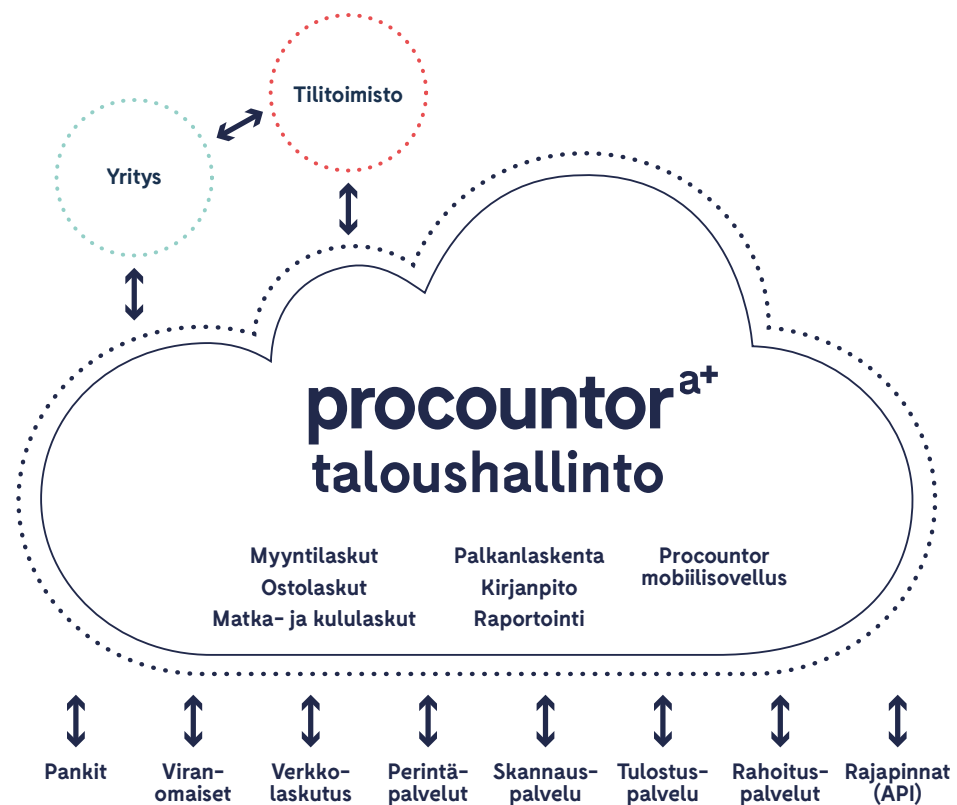 Tilitoimisto
Yritys
procountor a+
taloushallinto
Myyntilaskut
Ostolaskut
Matka- ja kululaskut
Palkanlaskenta
Kirjanpito
Raportointi
Procountor
mobiilisovellus
Pankit
Viran-
omaiset
Verkko-
laskutus
Perintä-
palvelut
Skannaus-
palvelu
Tulostus-
palvelu
Rahoitus-
palvelut
Rajapinnat
(API)